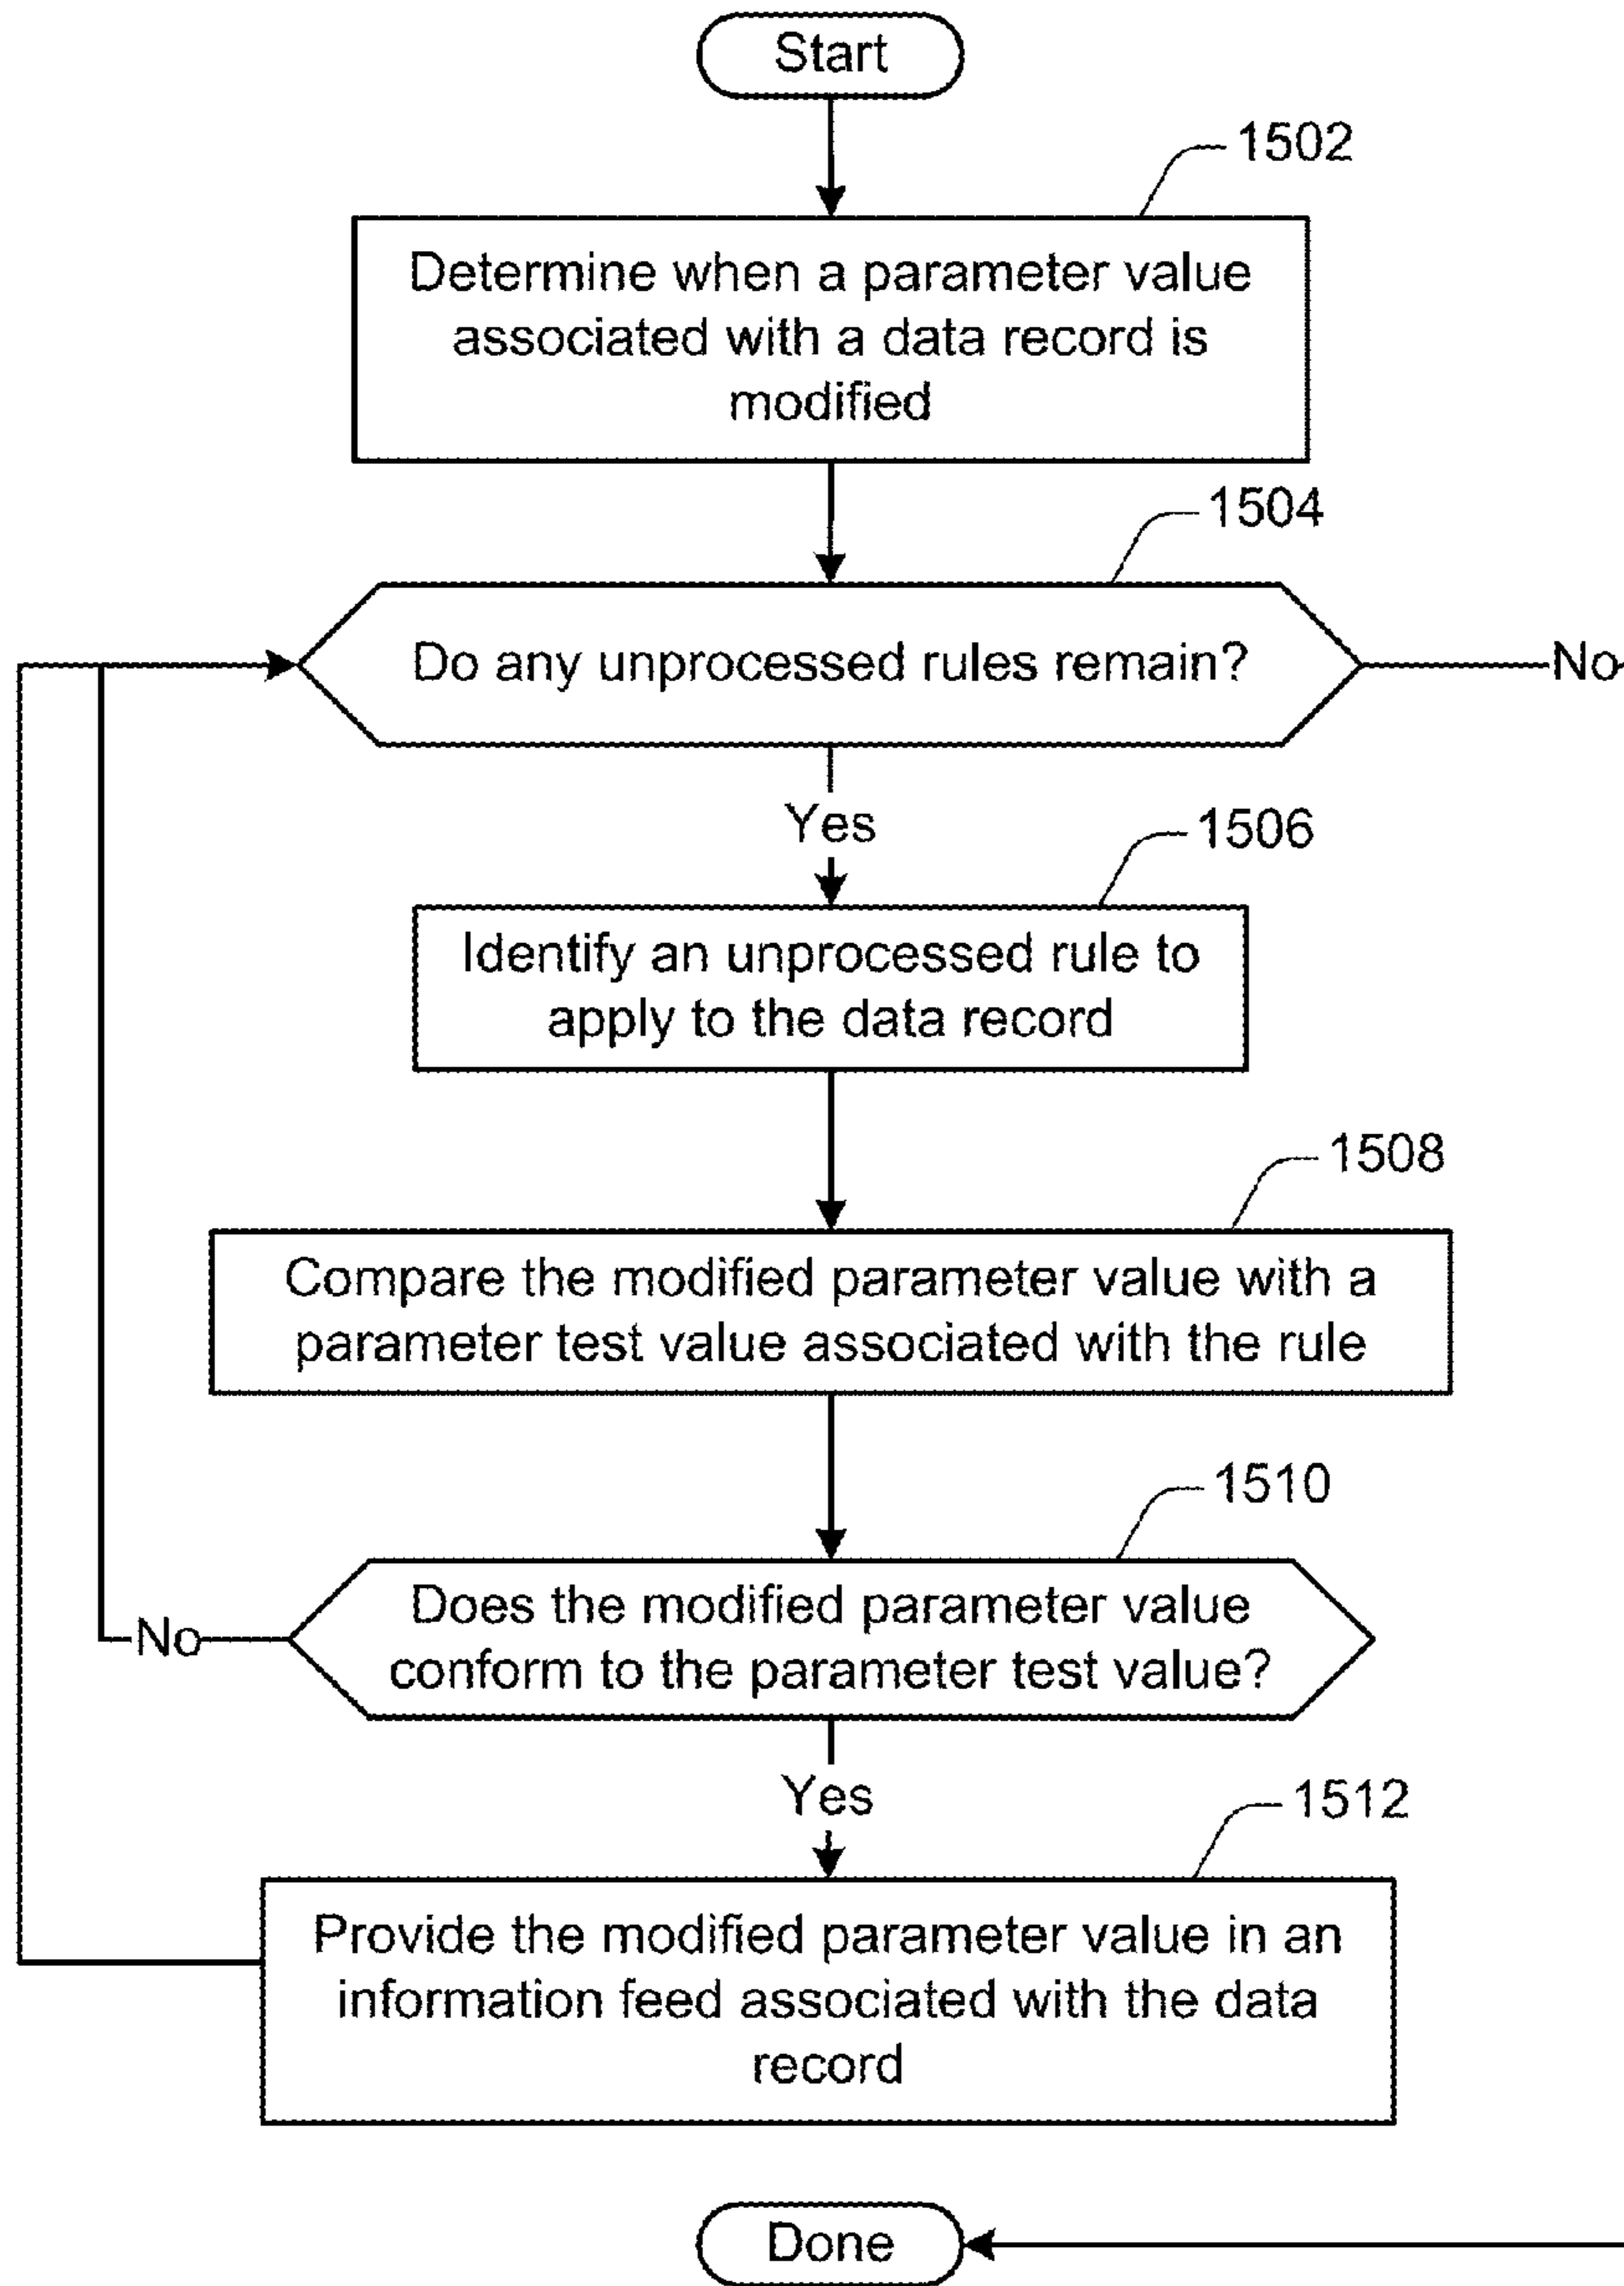 Start
1502
Determine when a parameter value
associated with a data record is
modified
1504
Do any unprocessed rules remain?
No
Yes
1506
Identify an unprocessed rule to
apply to the data record
1508
Compare the modified parameter value with a
parameter test value associated with the rule
1510
Does the modified parameter value
conform to the parameter test value?
No
Yes
1512
Provide the modified parameter value in an
information feed associated with the data
record
Done